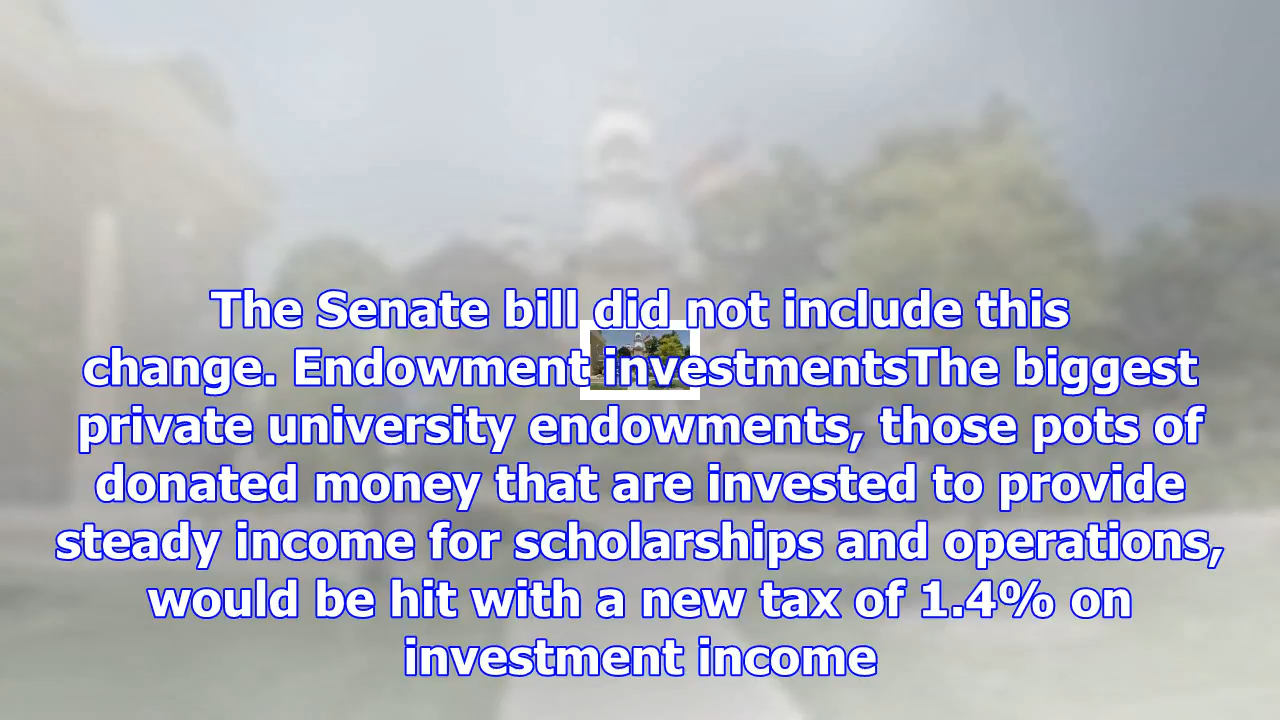 The Senate bill did not include this
change. Endowment investmentsThe biggest
private university endowments, those pots of
donated money that are invested to provide
steady income for scholarships and operations,
would be hit with a new tax of 1.4% on
investment income